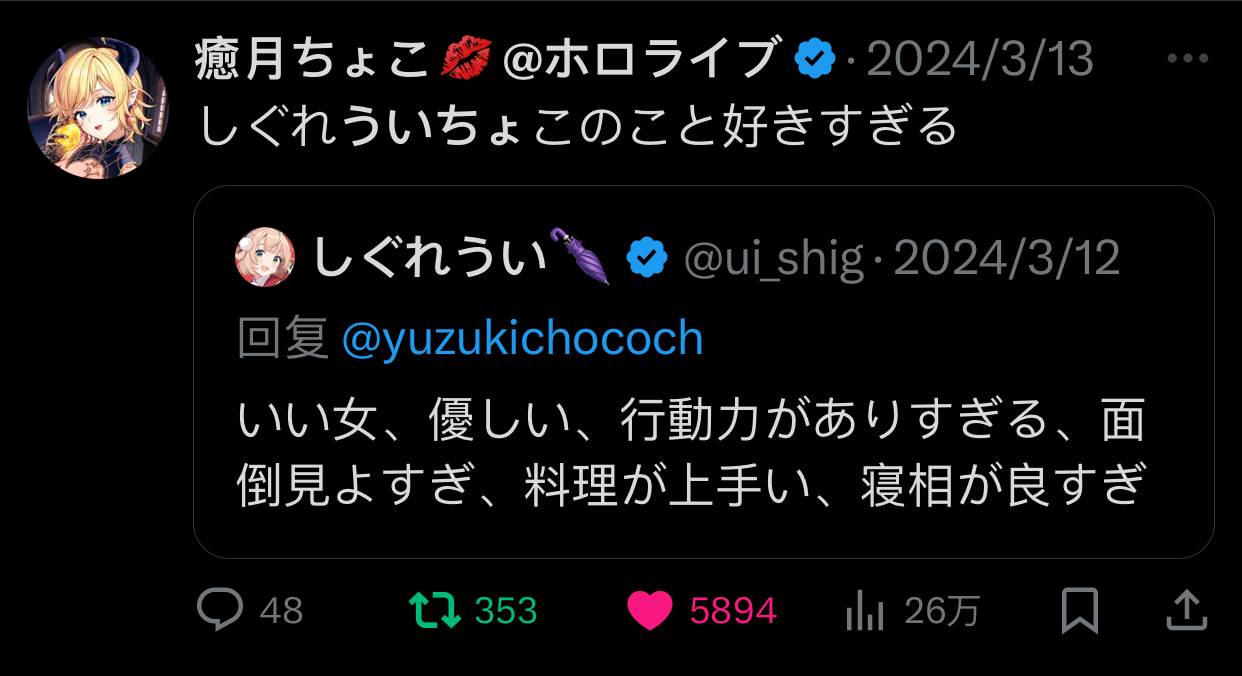 癒月ちょこ💋@ホロライブ · 2024/3/13
しぐれういちょこのこと好きすぎる
しぐれうい🌂 @ui_shig · 2024/3/12
回复 @yuzukichococh
いい女、優しい、行動力がありすぎる、面
倒見よすぎ、料理が上手い、寝相が良すぎ
48 353 5894 26万